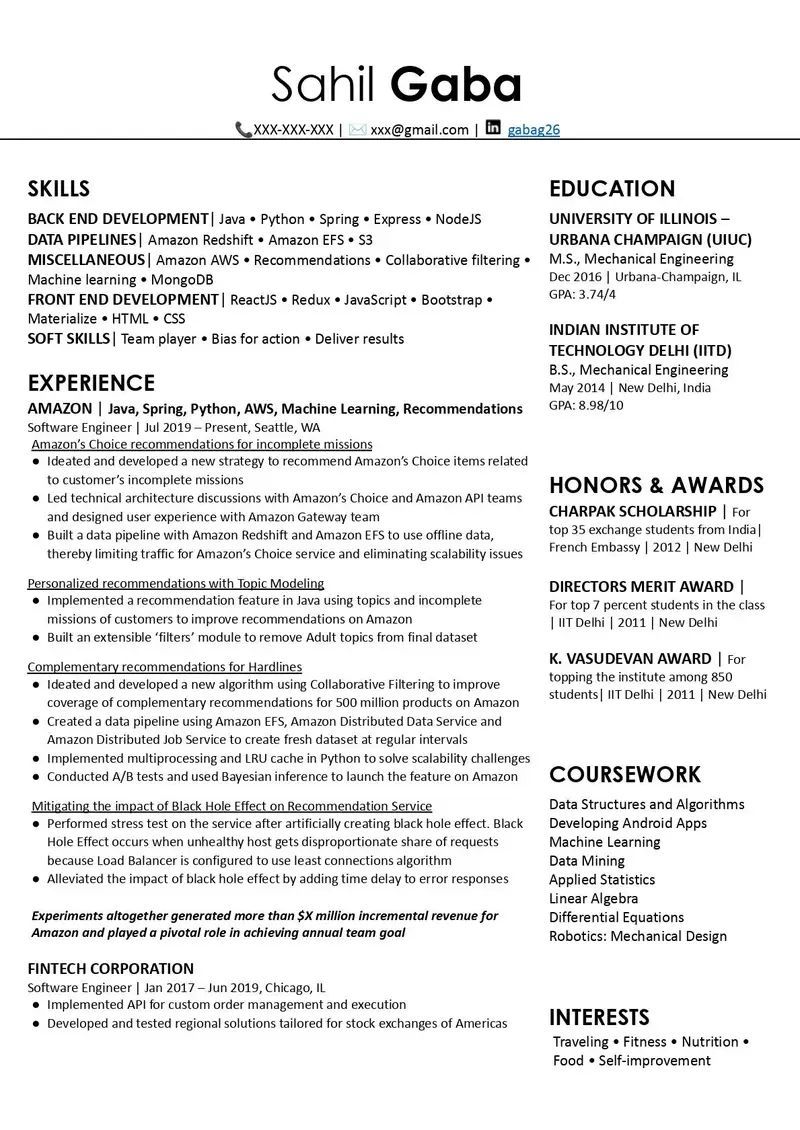 Sahil Gaba
XXX-XXX-XXX | xxx@gmail.com | in gabag26
SKILLS
BACK END DEVELOPMENT| Java • Python • Spring • Express • NodeJS
DATA PIPELINES| Amazon Redshift • Amazon EFS • S3
MISCELLANEOUS| Amazon AWS • Recommendations • Collaborative filtering •
Machine learning • MongoDB
FRONT END DEVELOPMENT| ReactJS • Redux • JavaScript • Bootstrap •
Materialize • HTML • CSS
SOFT SKILLS| Team player • Bias for action • Deliver results
EXPERIENCE
AMAZON | Java, Spring, Python, AWS, Machine Learning, Recommendations
Software Engineer | Jul 2019 – Present, Seattle, WA
Amazon’s Choice recommendations for incomplete missions
● Ideated and developed a new strategy to recommend Amazon’s Choice items related
to customer’s incomplete missions
● Led technical architecture discussions with Amazon’s Choice and Amazon API teams
and designed user experience with Amazon Gateway team
● Built a data pipeline with Amazon Redshift and Amazon EFS to use offline data,
thereby limiting traffic for Amazon’s Choice service and eliminating scalability issues
Personalized recommendations with Topic Modeling
● Implemented a recommendation feature in Java using topics and incomplete
missions of customers to improve recommendations on Amazon
● Built an extensible ‘filters’ module to remove Adult topics from final dataset
Complementary recommendations for Hardlines
● Ideated and developed a new algorithm using Collaborative Filtering to improve
coverage of complementary recommendations for 500 million products on Amazon
● Created a data pipeline using Amazon EFS, Amazon Distributed Data Service and
Amazon Distributed Job Service to create fresh dataset at regular intervals
● Implemented multiprocessing and LRU cache in Python to solve scalability challenges
● Conducted A/B tests and used Bayesian inference to launch the feature on Amazon
Mitigating the impact of Black Hole Effect on Recommendation Service
● Performed stress test on the service after artificially creating black hole effect. Black
Hole Effect occurs when unhealthy host gets disproportionate share of requests
because Load Balancer is configured to use least connections algorithm
● Alleviated the impact of black hole effect by adding time delay to error responses
Experiments altogether generated more than $X million incremental revenue for
Amazon and played a pivotal role in achieving annual team goal
FINTECH CORPORATION
Software Engineer | Jan 2017 – Jun 2019, Chicago, IL
● Implemented API for custom order management and execution
● Developed and tested regional solutions tailored for stock exchanges of Americas
EDUCATION
UNIVERSITY OF ILLINOIS –
URBANA CHAMPAIGN (UIUC)
M.S., Mechanical Engineering
Dec 2016 | Urbana-Champaign, IL
GPA: 3.74/4
INDIAN INSTITUTE OF
TECHNOLOGY DELHI (IITD)
B.S., Mechanical Engineering
May 2014 | New Delhi, India
GPA: 8.98/10
HONORS & AWARDS
CHARPAK SCHOLARSHIP | For
top 35 exchange students from India|
French Embassy | 2012 | New Delhi
DIRECTORS MERIT AWARD |
For top 7 percent students in the class
| IIT Delhi | 2011 | New Delhi
K. VASUDEVAN AWARD | For
topping the institute among 850
students| IIT Delhi | 2011 | New Delhi
COURSEWORK
Data Structures and Algorithms
Developing Android Apps
Machine Learning
Data Mining
Applied Statistics
Linear Algebra
Differential Equations
Robotics: Mechanical Design
INTERESTS
Traveling • Fitness • Nutrition •
Food • Self-improvement